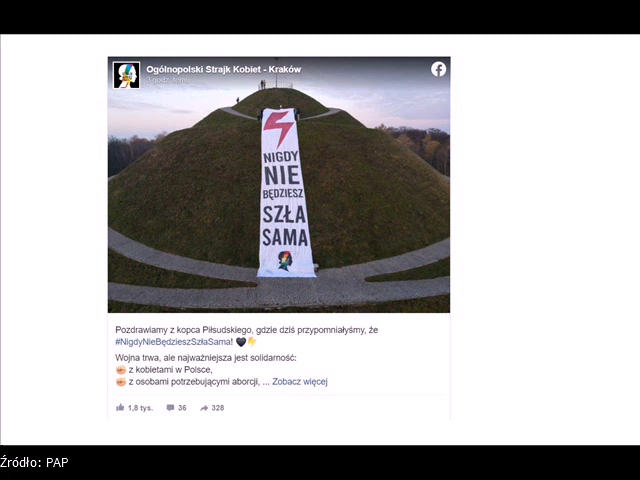 Ogólnopolski Strajk Kobiet - Kraków
NIGDY
NIE
BĘDZIESZ
SZŁA
SAMA
Pozdrawiamy z kopca Piłsudskiego, gdzie dziś przypomniałyśmy, że
#NigdyNieBędzieszSzłaSama! 🖤👇
Wojna trwa, ale najważniejsza jest solidarność:
👊 z kobietami w Polsce,
👊 z osobami potrzebującymi aborcji, ... Zobacz więcej
1,8 tys. 36 328
Źródło: PAP